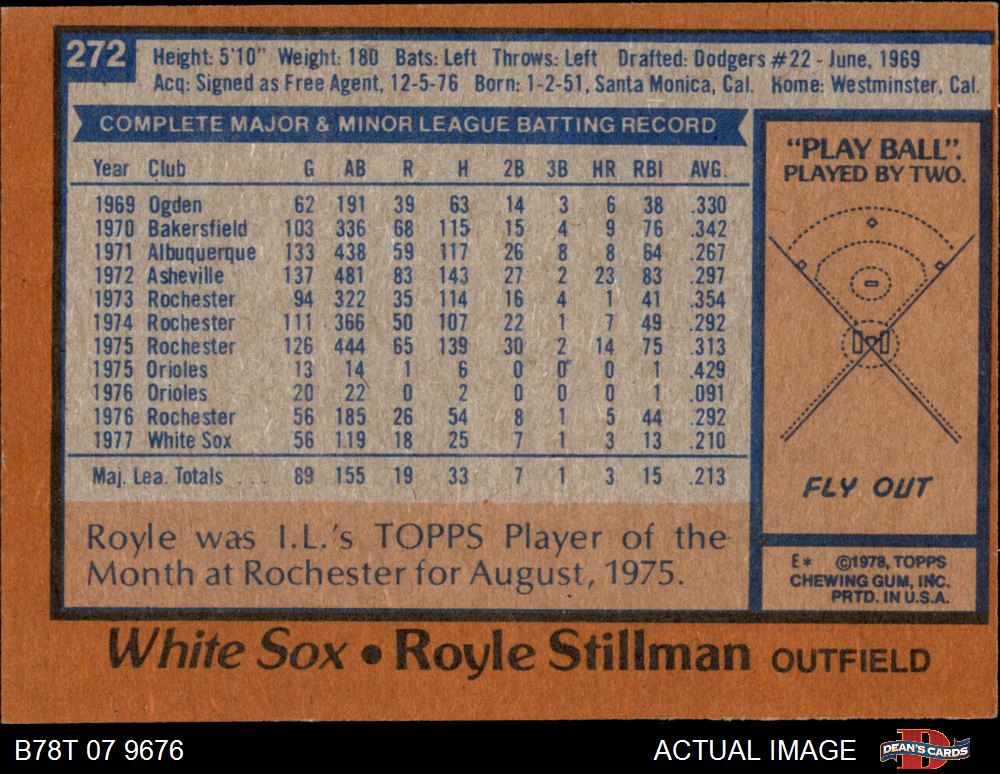 272
Height: 5'10" Weight: 180 Bats: Left Throws: Left Drafted: Dodgers #22 - June, 1969
Acq: Signed as Free Agent, 12-5-76 Born: 1-2-51, Santa Monica, Cal. Home: Westminster, Cal.
COMPLETE MAJOR & MINOR LEAGUE BATTING RECORD
Year Club G AB R H 2B 3B HR RBI AVG.
1969 Ogden 62 191 39 63 14 3 6 38 .330
1970 Bakersfield 103 336 68 115 15 4 9 76 .342
1971 Albuquerque 133 438 59 117 26 8 8 64 .267
1972 Asheville 137 481 83 143 27 2 23 83 .297
1973 Rochester 94 322 35 114 16 4 1 41 .354
1974 Rochester 111 366 50 107 22 1 7 49 .292
1975 Rochester 126 444 65 139 30 2 14 75 .313
1975 Orioles 13 14 1 6 0 0 0 1 .429
1976 Orioles 20 22 0 2 0 0 0 1 .091
1976 Rochester 56 185 26 54 8 1 5 44 .292
1977 White Sox 56 119 18 25 7 1 3 13 .210
Maj. Lea. Totals . . . 89 155 19 33 7 1 3 15 .213
Royle was I.L.'s TOPPS Player of the
Month at Rochester for August, 1975.
"PLAY BALL".
PLAYED BY TWO.
FLY OUT
E* ©1978, TOPPS
CHEWING GUM, INC.
PRTD. IN U.S.A.
White Sox • Royle Stillman OUTFIELD
B78T 07 9676
ACTUAL IMAGE
DEAN'S CARDS